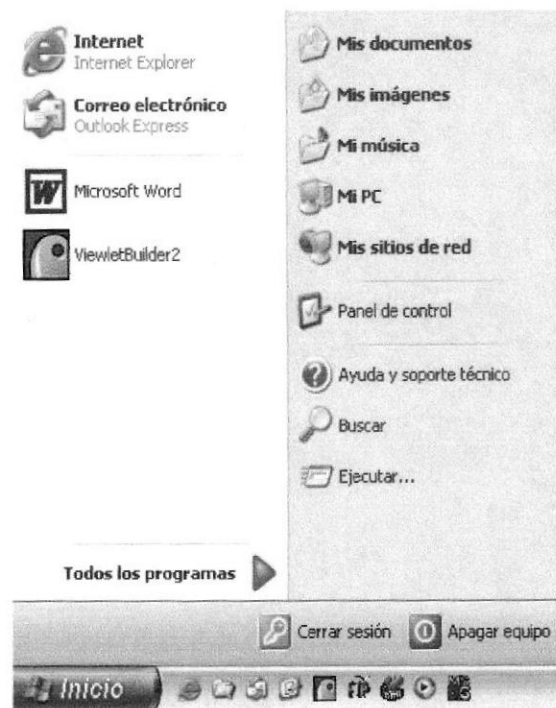 Internet
Internet Explorer
Correo electrónico
Outlook Express
Microsoft Word
ViewletBuilder2
Todos los programas
Mis documentos
Mis imágenes
Mi música
Mi PC
Mis sitios de red
Panel de control
Ayuda y soporte técnico
Buscar
Ejecutar...
Cerrar sesión
Apagar equipo
Inicio